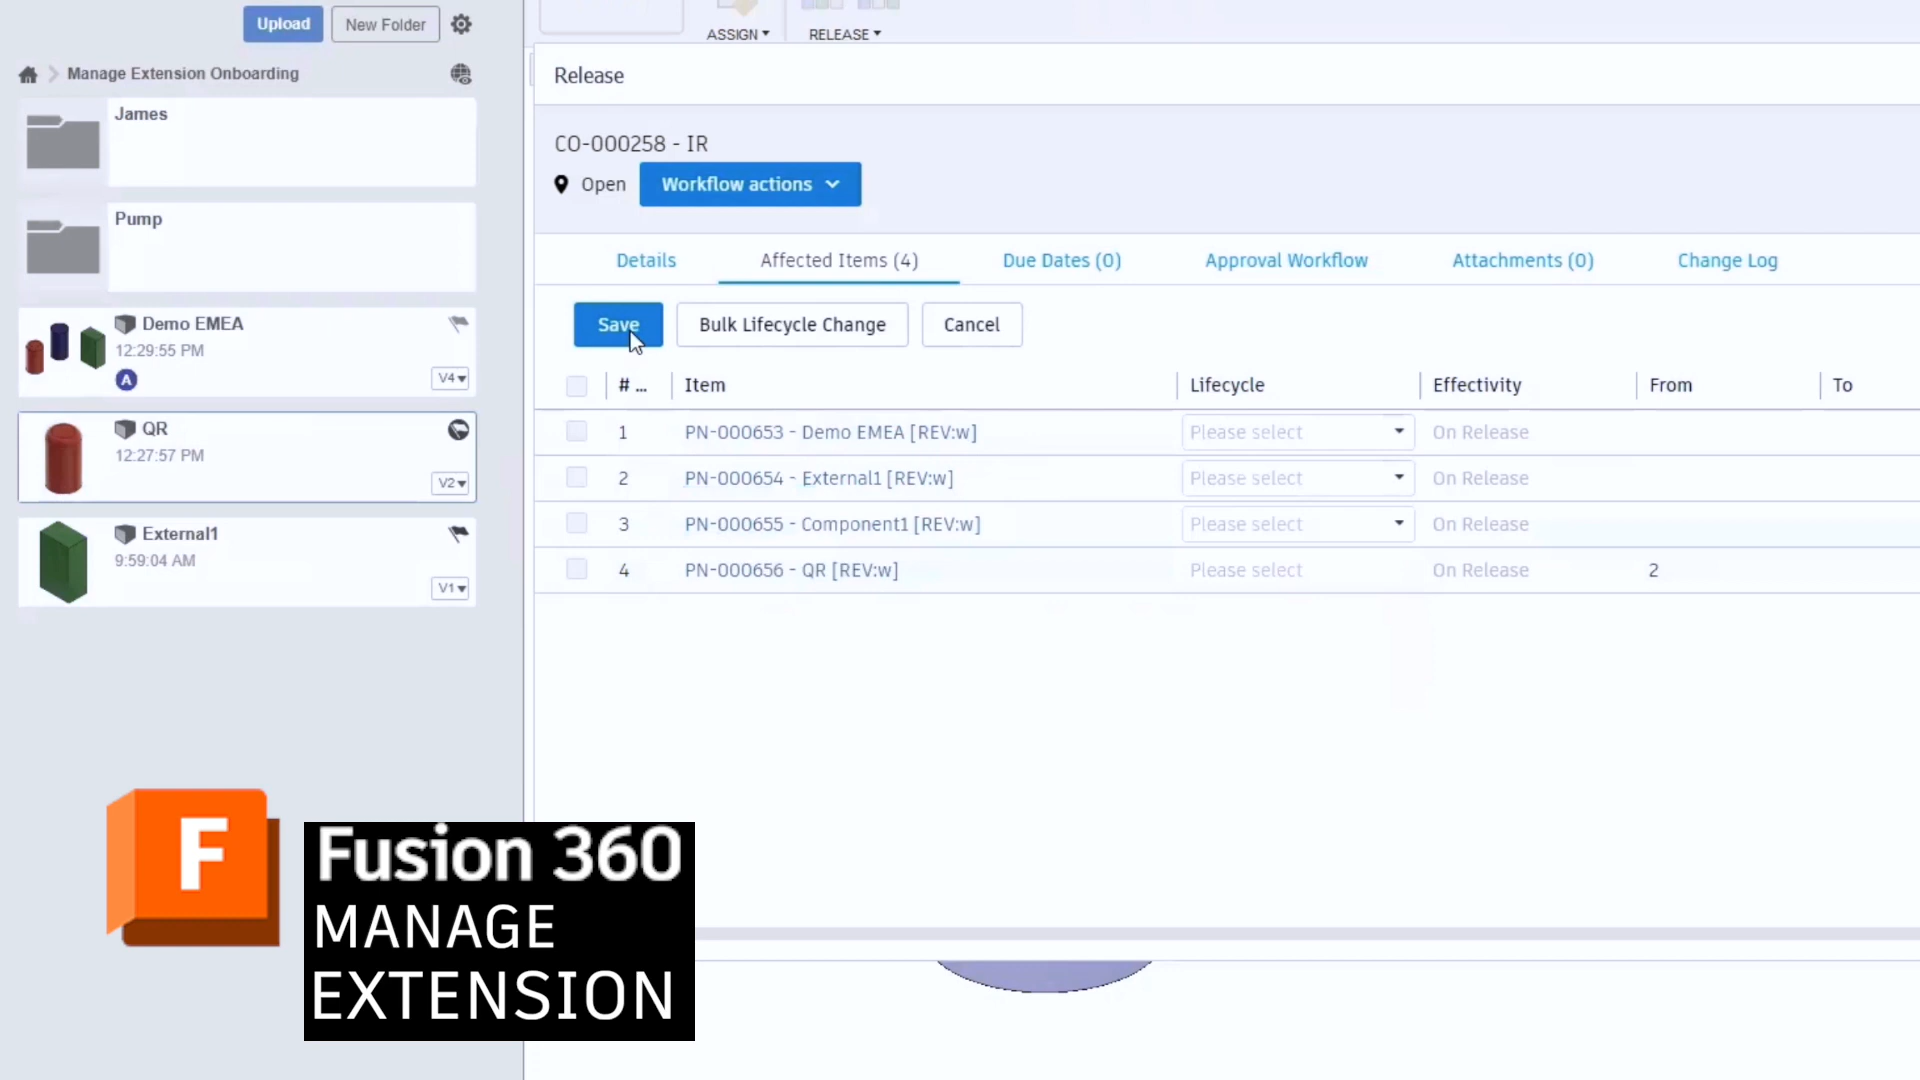 Upload
New Folder
Manage Extension Onboarding
James
Pump
Demo EMEA
12:29:55 PM
A
V4
QR
12:27:57 PM
V2
External1
9:59:04 AM
V1
ASSIGN
RELEASE
Release
CO-000258 - IR
Open
Workflow actions
Details
Affected Items (4)
Due Dates (0)
Approval Workflow
Attachments (0)
Change Log
Save
Bulk Lifecycle Change
Cancel
# ... Item Lifecycle Effectivity From To
1 PN-000653 - Demo EMEA [REV:w] Please select On Release
2 PN-000654 - External1 [REV:w] Please select On Release
3 PN-000655 - Component1 [REV:w] Please select On Release
4 PN-000656 - QR [REV:w] Please select On Release 2
F
Fusion 360
MANAGE
EXTENSION